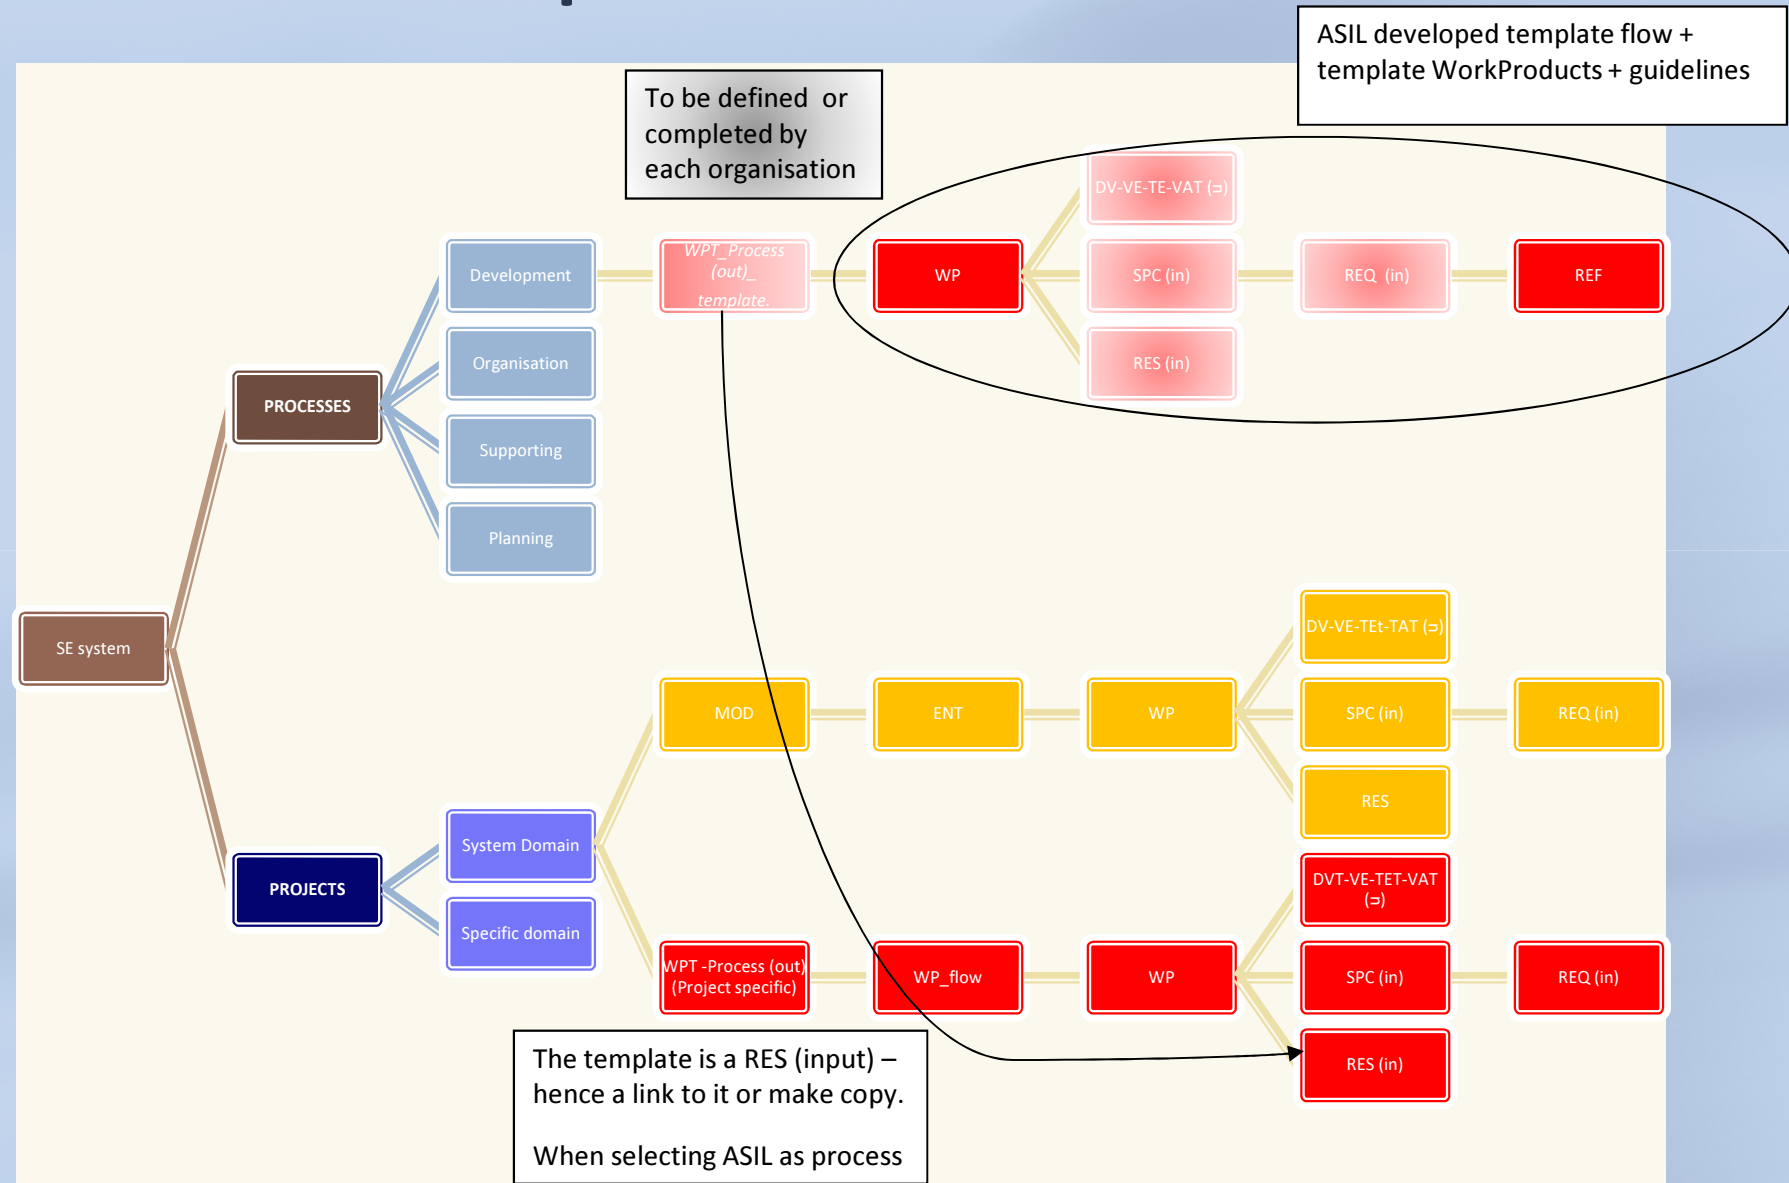 ASIL developed template flow +
template WorkProducts + guidelines
To be defined or
completed by
each organisation
DV-VE-TE-VAT (⊐)
Development
WPT_Process
(out)_
template.
WP
SPC (in)
REQ (in)
REF
Organisation
RES (in)
PROCESSES
Supporting
Planning
SE system
DV-VE-TEt-TAT (⊐)
MOD
ENT
WP
SPC (in)
REQ (in)
RES
System Domain
PROJECTS
DVT-VE-TET-VAT
(⊐)
Specific domain
WPT -Process (out)
(Project specific)
WP_flow
WP
SPC (in)
REQ (in)
RES (in)
The template is a RES (input) –
hence a link to it or make copy.
When selecting ASIL as process